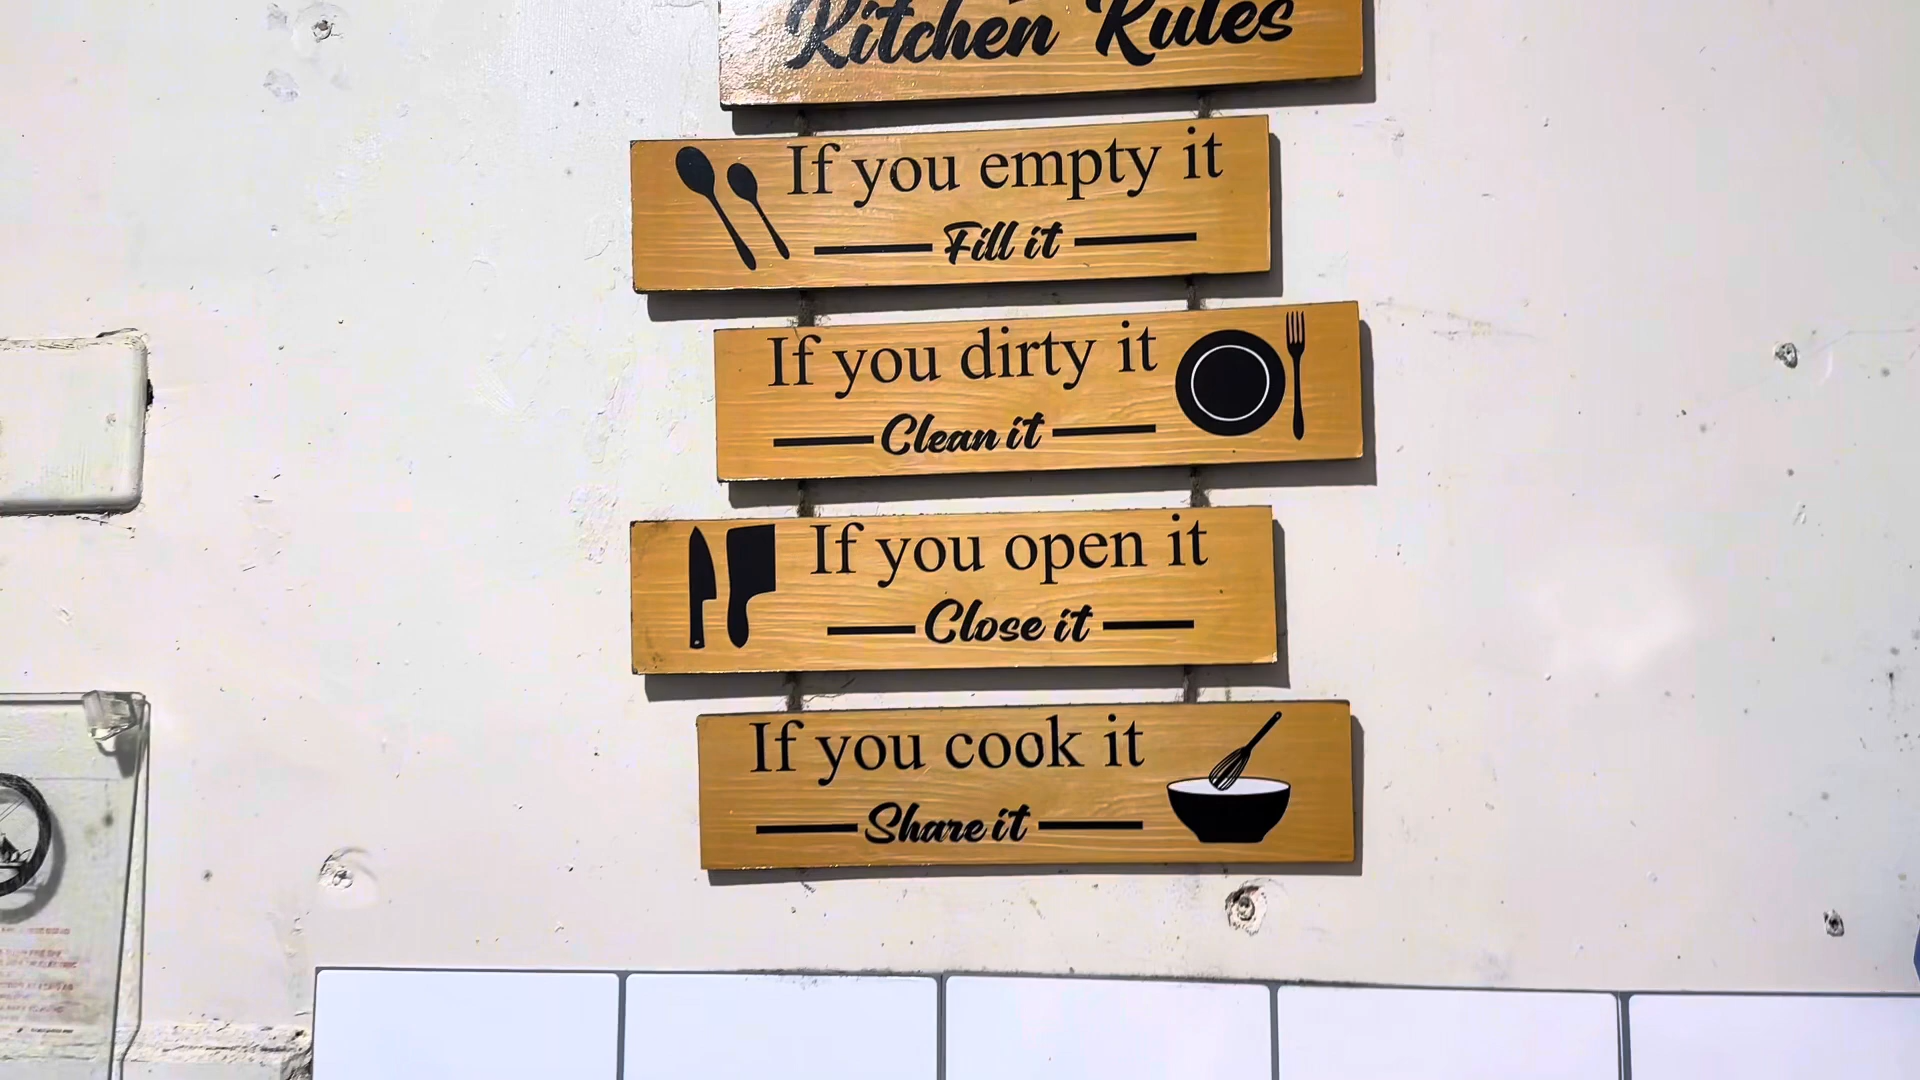 Kitchen Rules
If you empty it
Fill it
If you dirty it
Clean it
If you open it
Close it
If you cook it
Share it